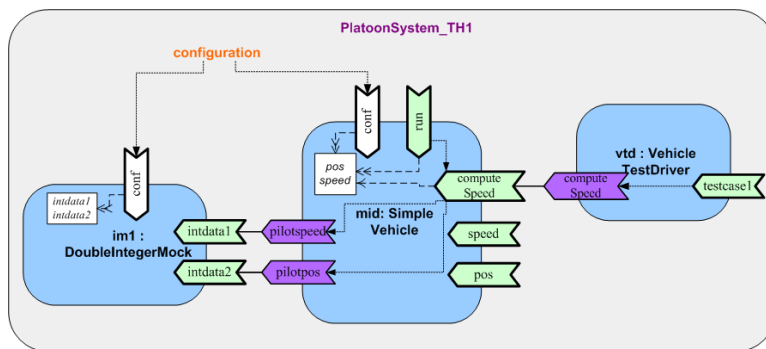 PlatoonSystem_TH1
configuration
conf
run
conf
pos
speed
vtd : Vehicle
TestDriver
compute
Speed
compute
Speed
testcase1
intdata1
intdata2
conf
im1 :
DoubleIntegerMock
intdata1
pilotspeed
mid: Simple
Vehicle
speed
intdata2
pilotpos
pos